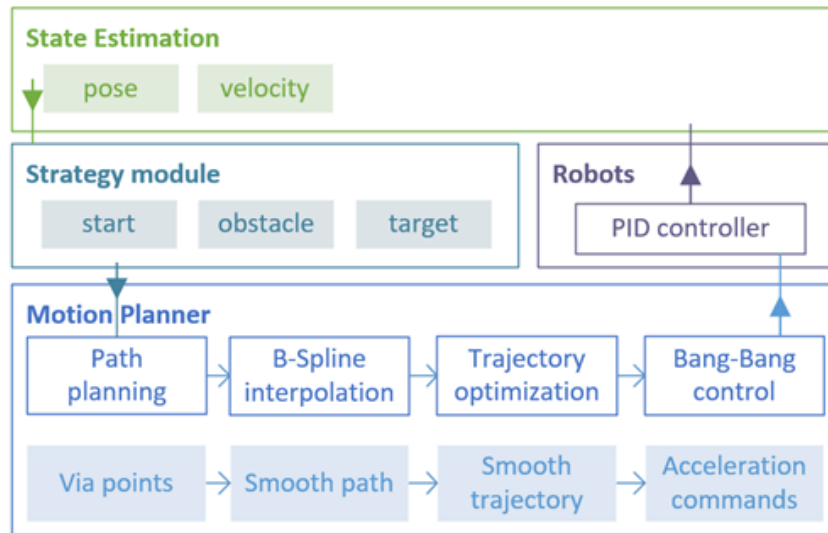 State Estimation
pose
velocity
Strategy module
start
obstacle
target
Robots
PID controller
Motion Planner
Path
planning
B-Spline
interpolation
Trajectory
optimization
Bang-Bang
control
Via points
Smooth path
Smooth
trajectory
Acceleration
commands